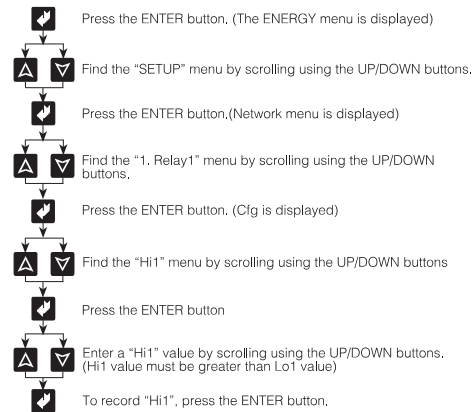 Press the ENTER button. (The ENERGY menu is displayed)
Find the “SETUP” menu by scrolling using the UP/DOWN buttons.
Press the ENTER button.(Network menu is displayed)
Find the “1. Relay1” menu by scrolling using the UP/DOWN
buttons.
Press the ENTER button. (Cfg is displayed)
Find the “Hi1” menu by scrolling using the UP/DOWN buttons
Press the ENTER button
Enter a “Hi1” value by scrolling using the UP/DOWN buttons.
(Hi1 value must be greater than Lo1 value)
To record “Hi1”, press the ENTER button.